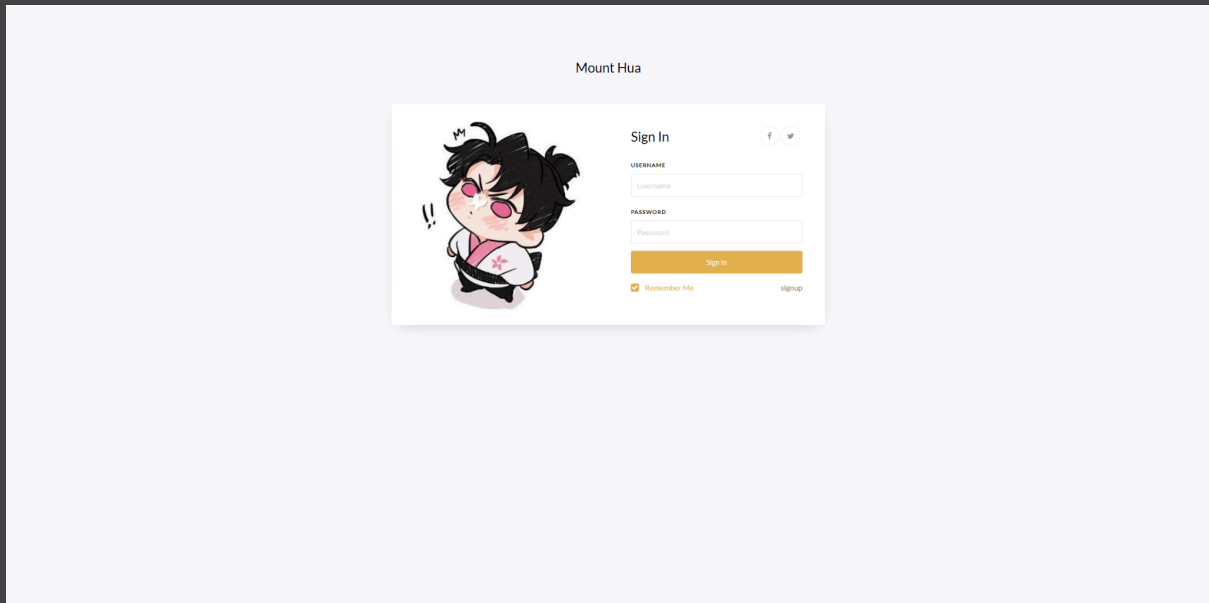 Mount Hua
Sign In
USERNAME
Username
PASSWORD
Password
Sign In
Remember Me
signup
!!